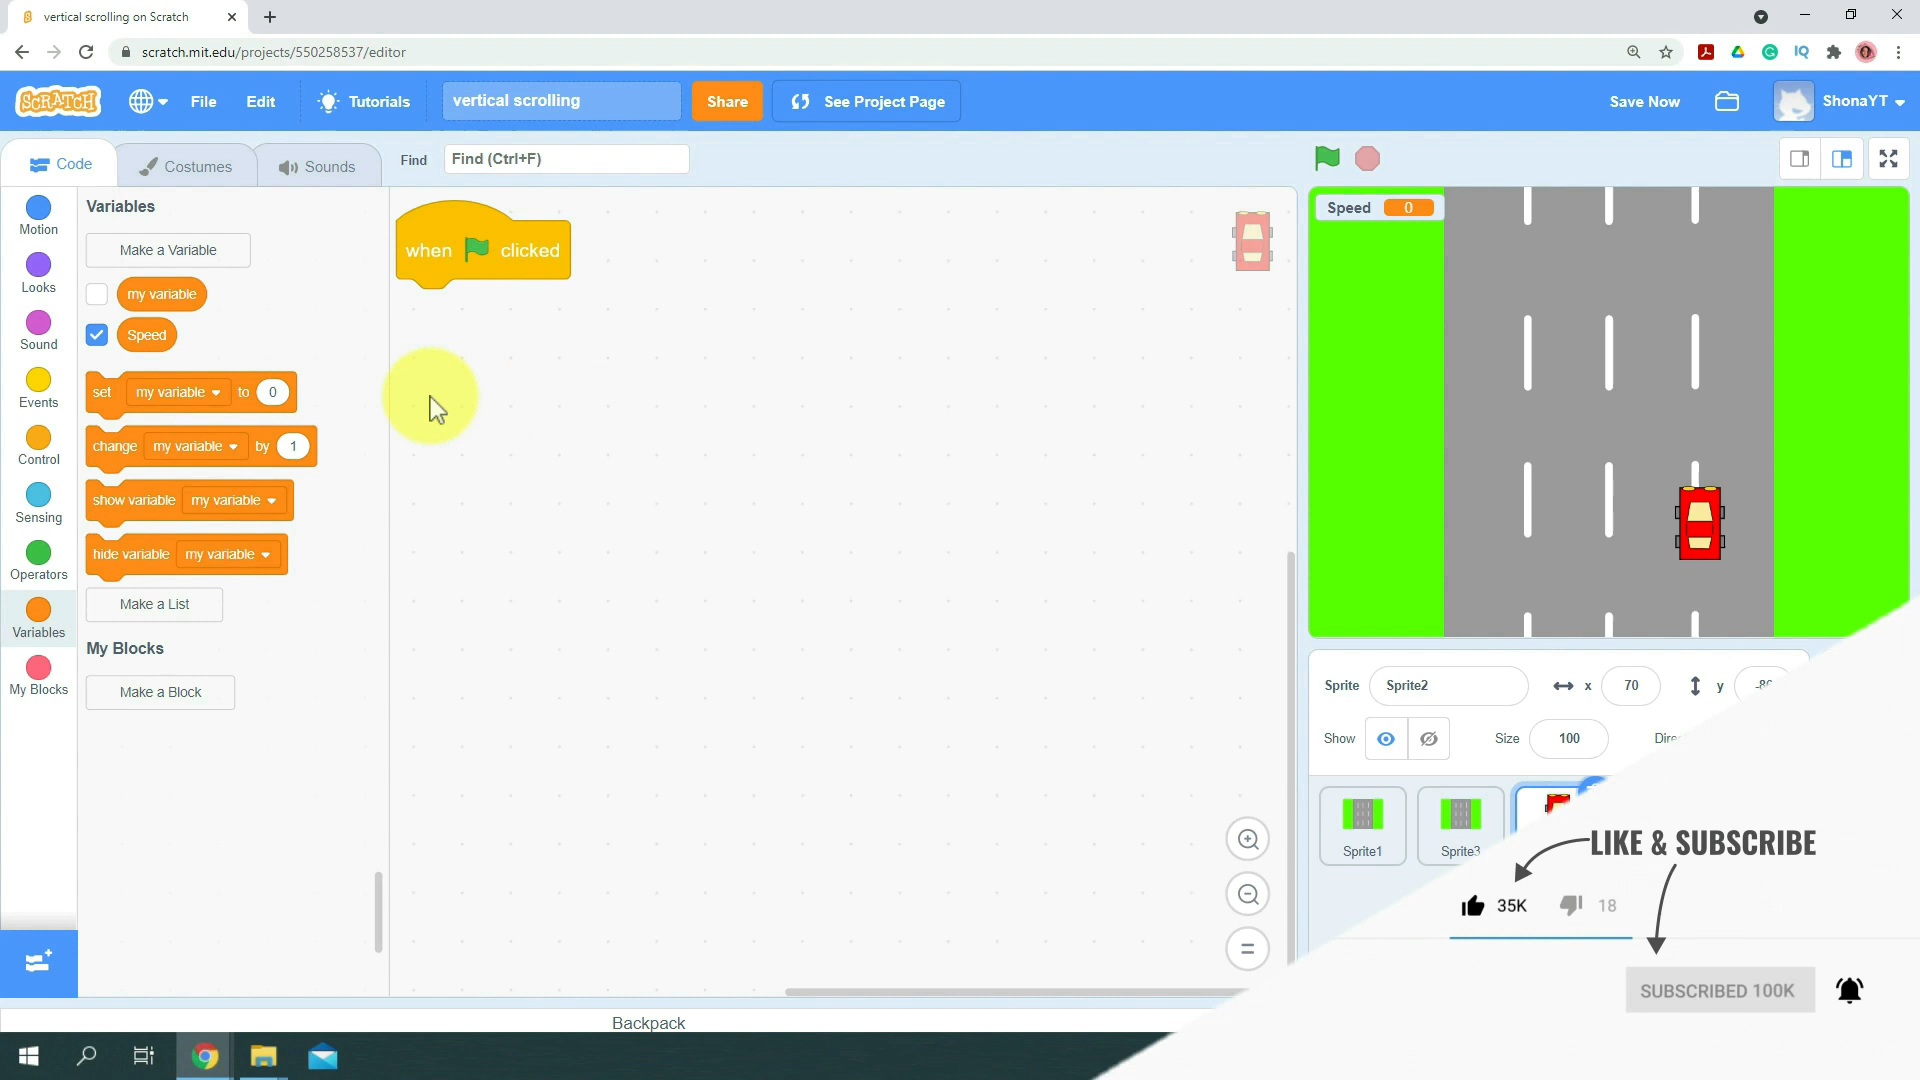 vertical scrolling on Scratch
scratch.mit.edu/projects/550258537/editor
SCRATCH
File
Edit
Tutorials
vertical scrolling
Share
See Project Page
Save Now
ShonaYT
Code
Costumes
Sounds
Find
Find (Ctrl+F)
Motion
Looks
Sound
Events
Control
Sensing
Operators
Variables
My Blocks
Variables
Make a Variable
my variable
Speed
set my variable to 0
change my variable by 1
show variable my variable
hide variable my variable
Make a List
My Blocks
Make a Block
when clicked
Speed 0
Sprite Sprite2 x 70 y
Show Size 100
Sprite1
Sprite3
LIKE & SUBSCRIBE
35K 18
SUBSCRIBED 100K
Backpack